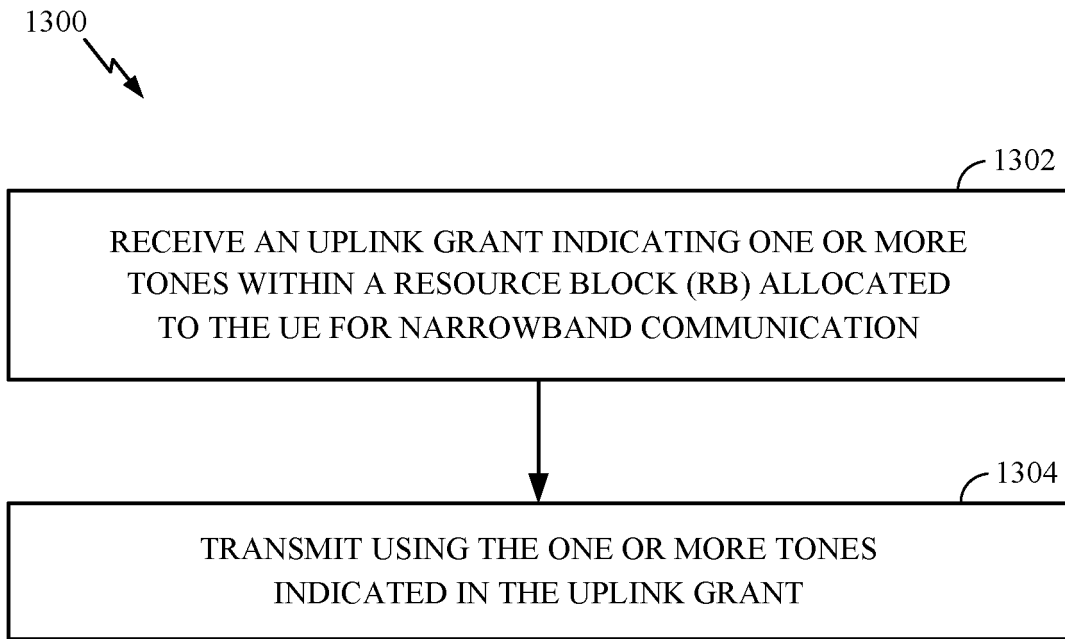 1300
1302
RECEIVE AN UPLINK GRANT INDICATING ONE OR MORE
TONES WITHIN A RESOURCE BLOCK (RB) ALLOCATED
TO THE UE FOR NARROWBAND COMMUNICATION
1304
TRANSMIT USING THE ONE OR MORE TONES
INDICATED IN THE UPLINK GRANT